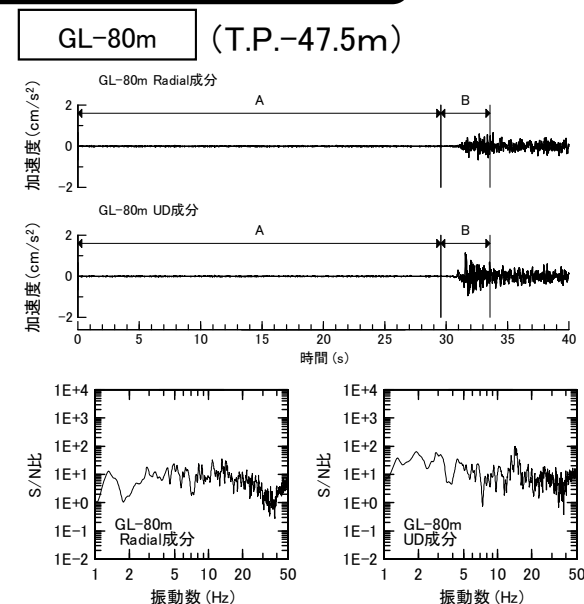 GL-80m （T.P.-47.5m）
GL-80m Radial成分
A B
2
0
-2
加速度(cm/s²)
GL-80m UD成分
A B
2
0
-2
加速度(cm/s²)
0 5 10 15 20 25 30 35 40
時間(s)
1E+4
1E+3
1E+2
1E+1
1E+0
1E-1
1E-2
S/N比
GL-80m
Radial成分
1 2 5 10 20 50
振動数(Hz)
1E+4
1E+3
1E+2
1E+1
1E+0
1E-1
1E-2
S/N比
GL-80m
UD成分
1 2 5 10 20 50
振動数(Hz)